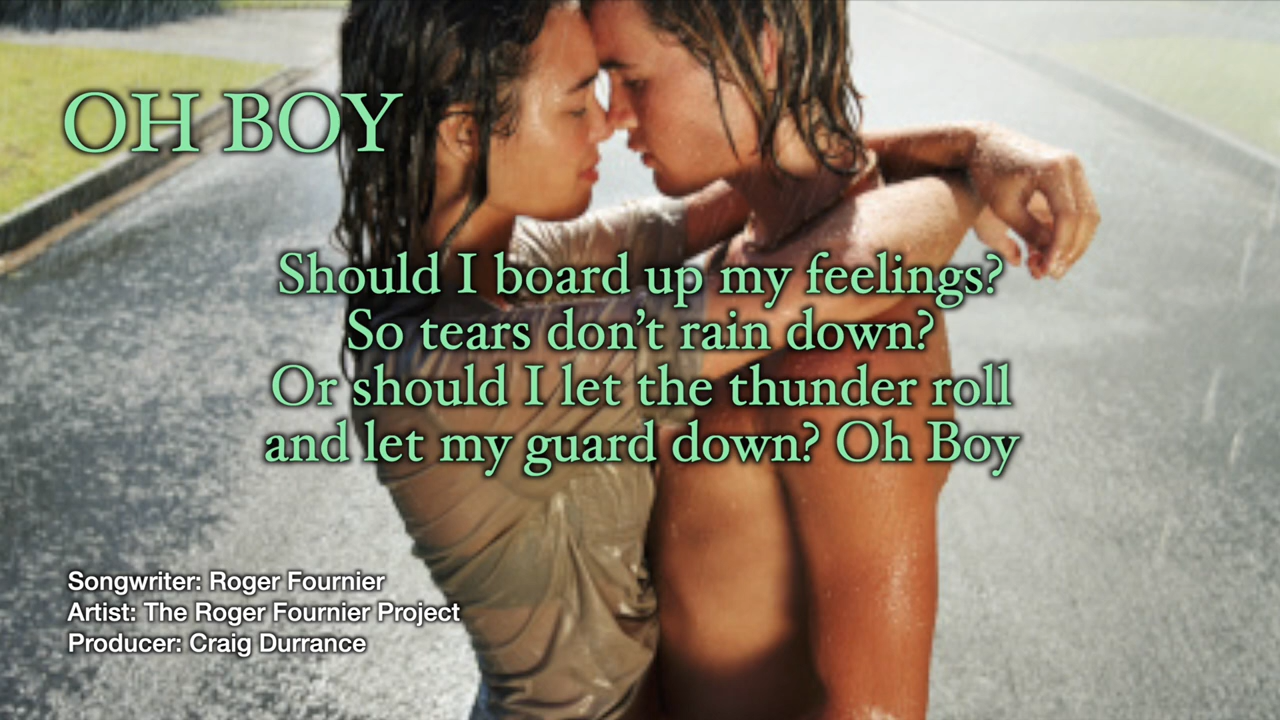 OH BOY
Should I board up my feelings?
So tears don’t rain down?
Or should I let the thunder roll
and let my guard down? Oh Boy
Songwriter: Roger Fournier
Artist: The Roger Fournier Project
Producer: Craig Durrance